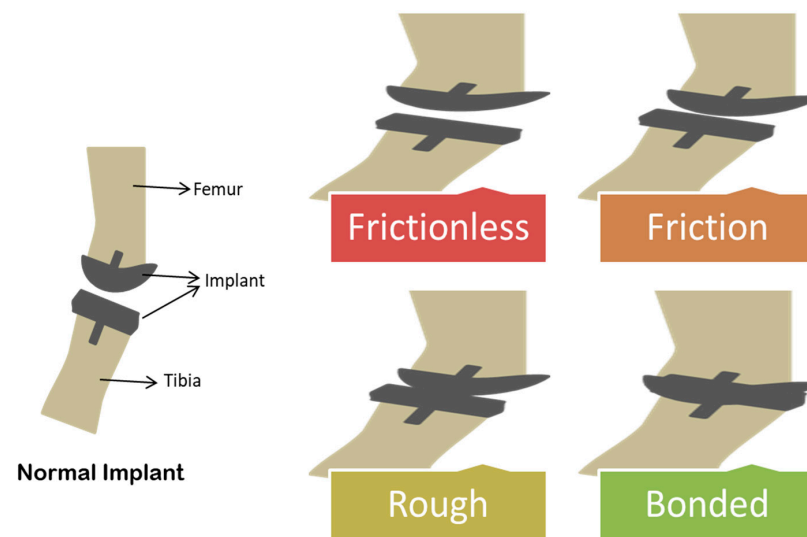 Femur
Implant
Tibia
Normal Implant
Frictionless
Friction
Rough
Bonded